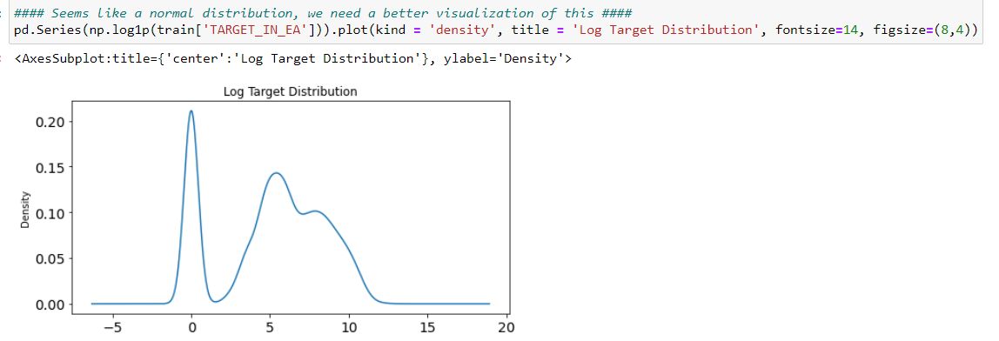 #### Seems like a normal distribution, we need a better visualization of this ####
pd.Series(np.log1p(train['TARGET_IN_EA'])).plot(kind = 'density', title = 'Log Target Distribution', fontsize=14, figsize=(8,4))
<AxesSubplot:title={'center':'Log Target Distribution'}, ylabel='Density'>
Log Target Distribution
0.20
0.15
0.10
0.05
0.00
Density
−5 0 5 10 15 20